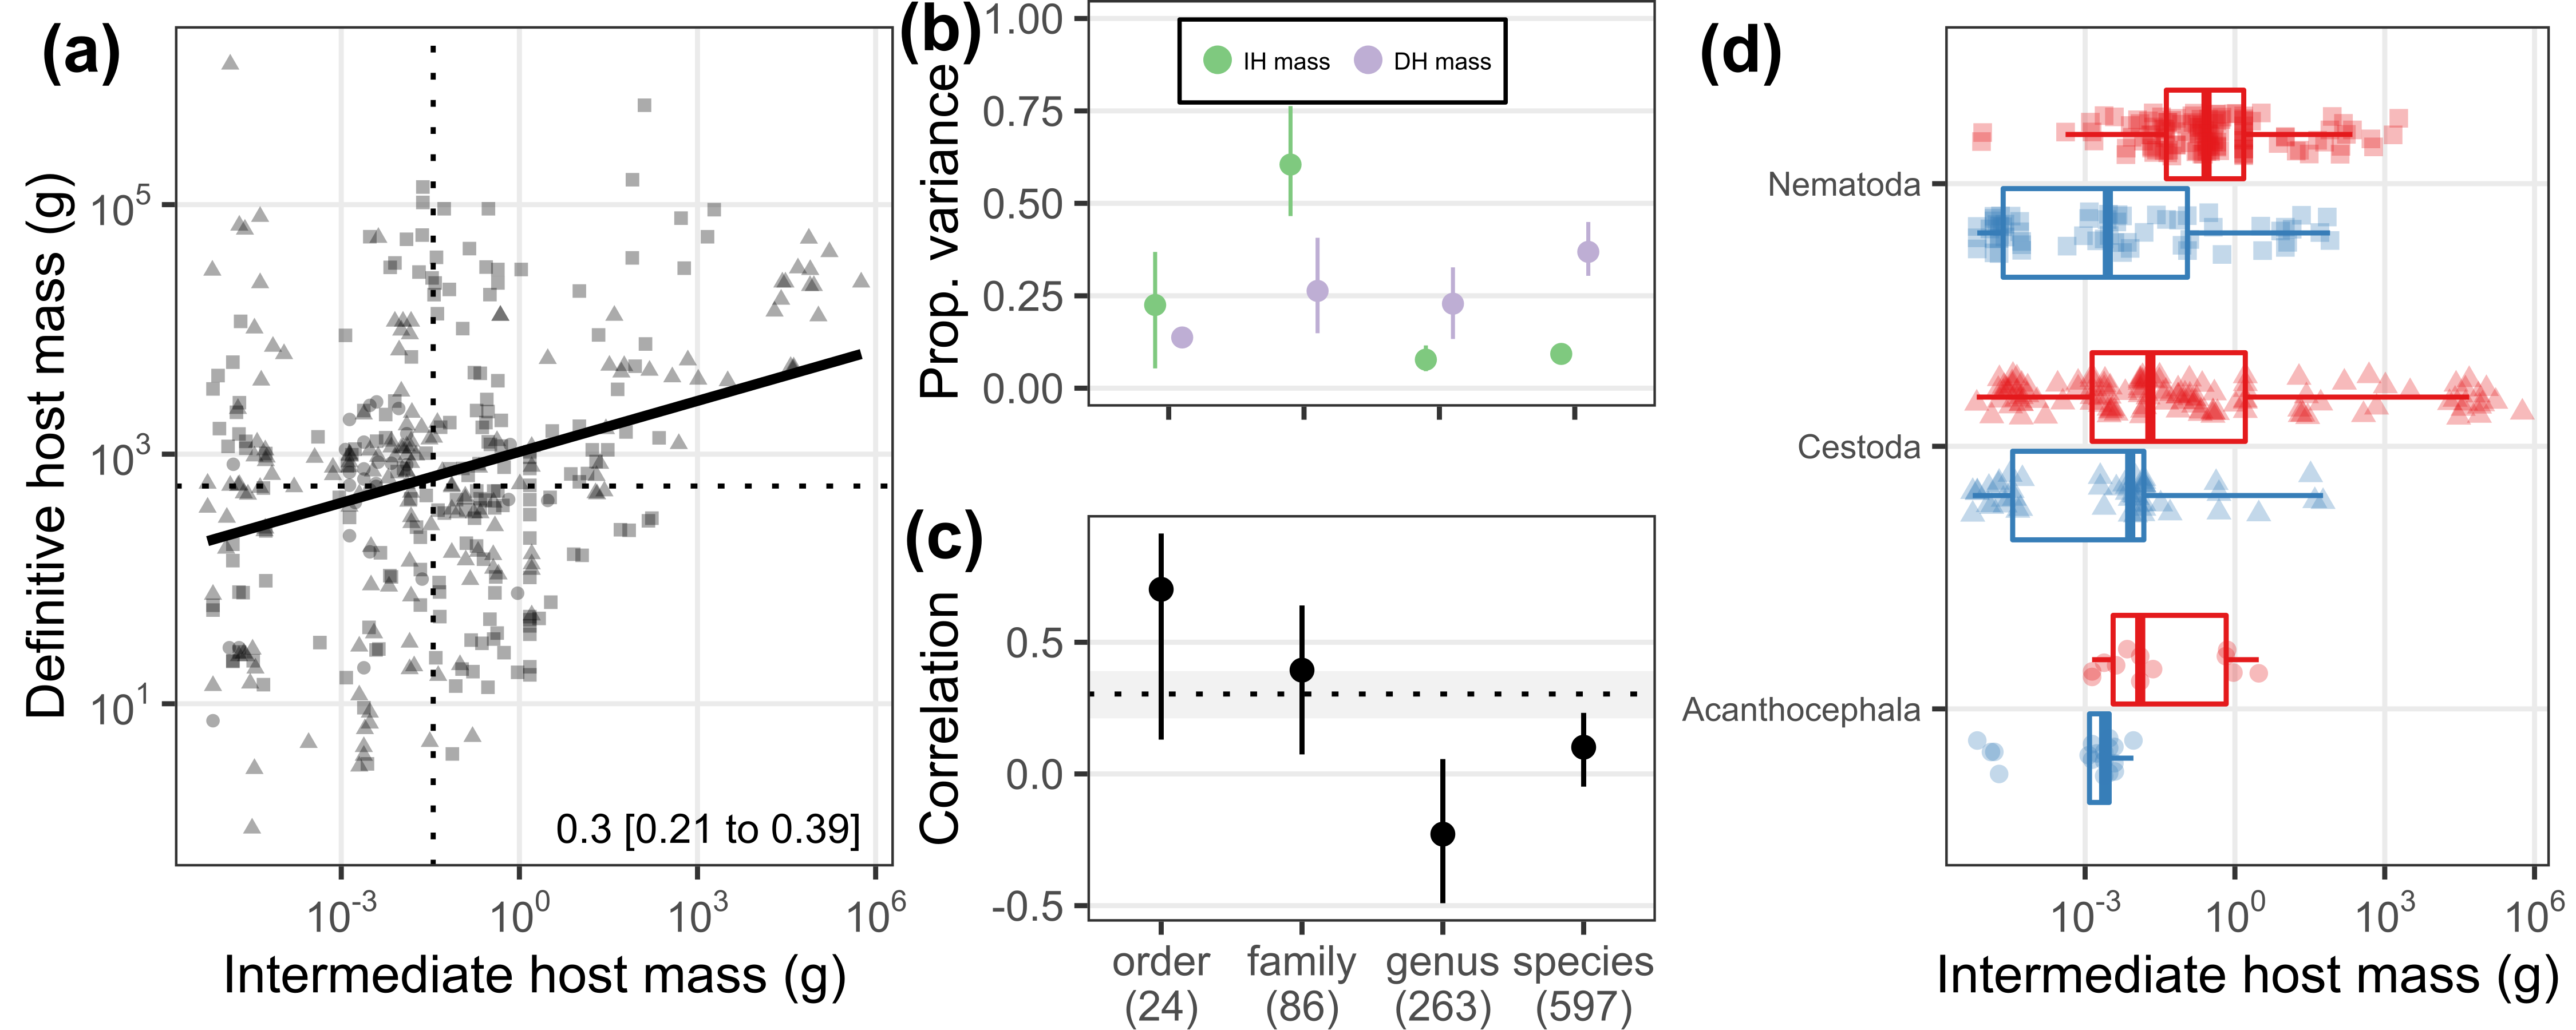 (a)
Definitive host mass (g)
10^5
10^3
10^1
0.3 [0.21 to 0.39]
10^-3 10^0 10^3 10^6
Intermediate host mass (g)
(b)
Prop. variance
1.00
0.75
0.50
0.25
0.00
IH mass DH mass
(c)
Correlation
0.5
0.0
-0.5
order family genus species
(24) (86) (263) (597)
(d)
Nematoda
Cestoda
Acanthocephala
10^-3 10^0 10^3 10^6
Intermediate host mass (g)